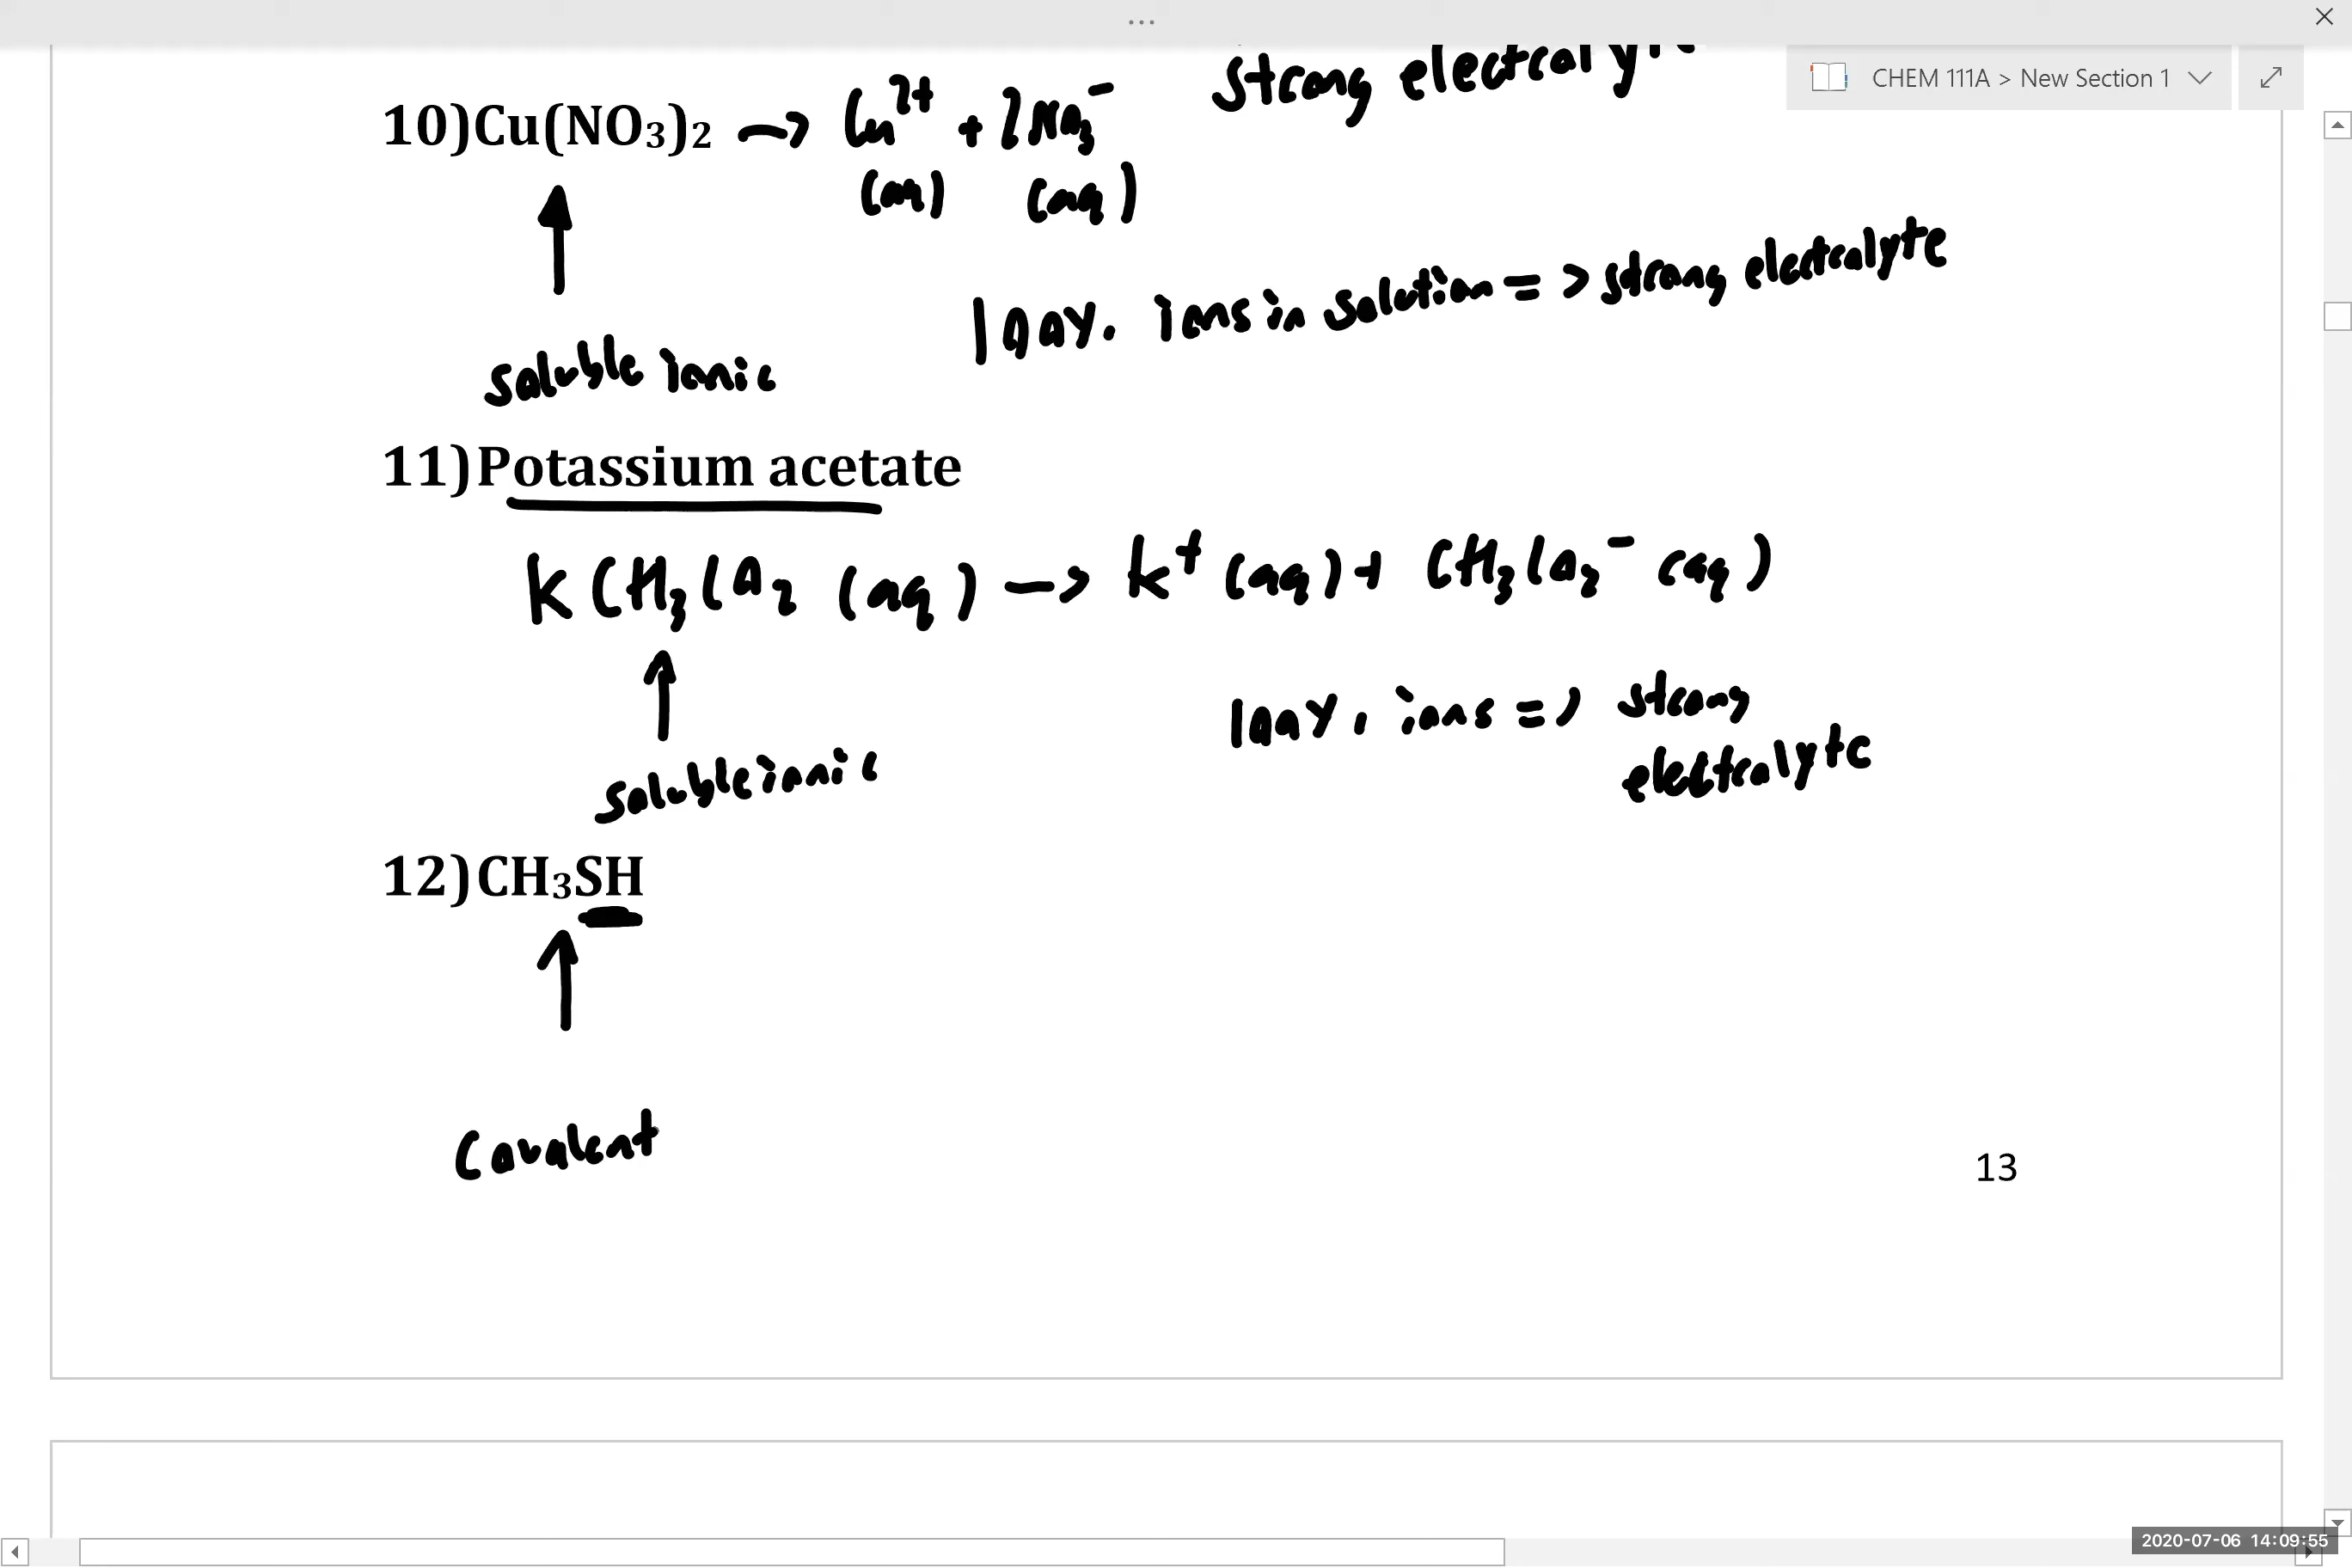 ...
strong electrolyte
CHEM 111A > New Section 1
10)Cu(NO₃)₂ → Cu²⁺ + 2NO₃⁻
(aq) (aq)
100%. ions in solution => strong electrolyte
soluble ionic
11)Potassium acetate
KCH₃CO₂ (aq) → K⁺ (aq) + CH₃CO₂⁻ (aq)
100%. ions => strong
electrolyte
soluble ionic
12)CH₃SH
Covalent
13
2020-07-06 14:09:55